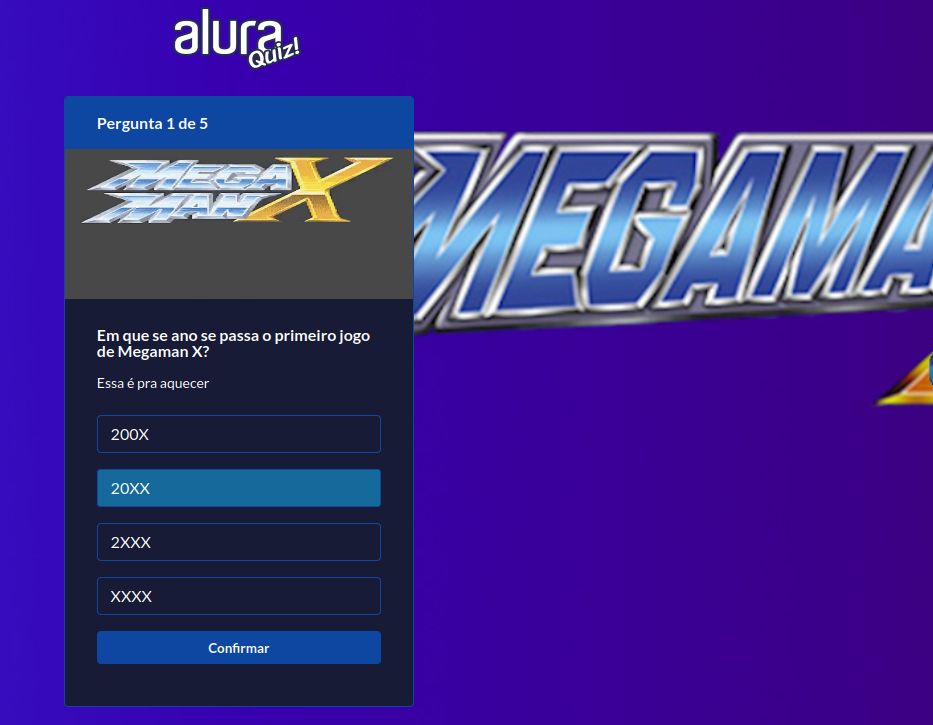 alura
Quiz!
Pergunta 1 de 5
MEGA
MAN X
MEGAMA
Em que se ano se passa o primeiro jogo
de Megaman X?
Essa é pra aquecer
200X
20XX
2XXX
XXXX
Confirmar